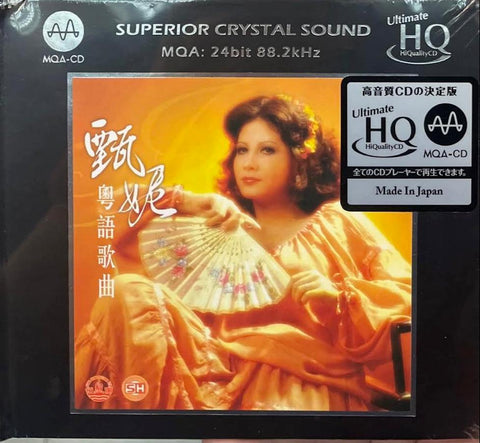 MQA-CD
SUPERIOR CRYSTAL SOUND
MQA: 24bit 88.2kHz
Ultimate
HQ
HiQualityCD
高音質CDの決定版
Ultimate
HQ
HiQualityCD
MQA-CD
全てのCDプレーヤーで再生できます。
Made In Japan
甄妮
粵語歌曲
SH